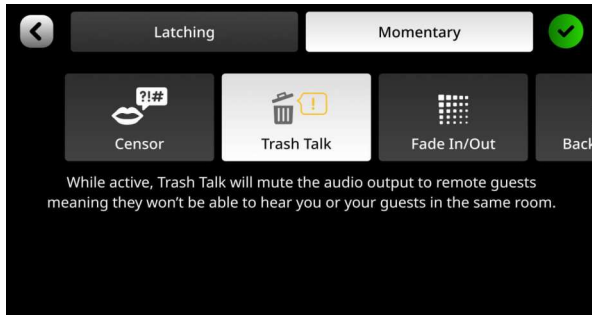 Latching
Momentary
?!#
!
Censor
Trash Talk
Fade In/Out
Back
While active, Trash Talk will mute the audio output to remote guests
meaning they won't be able to hear you or your guests in the same room.